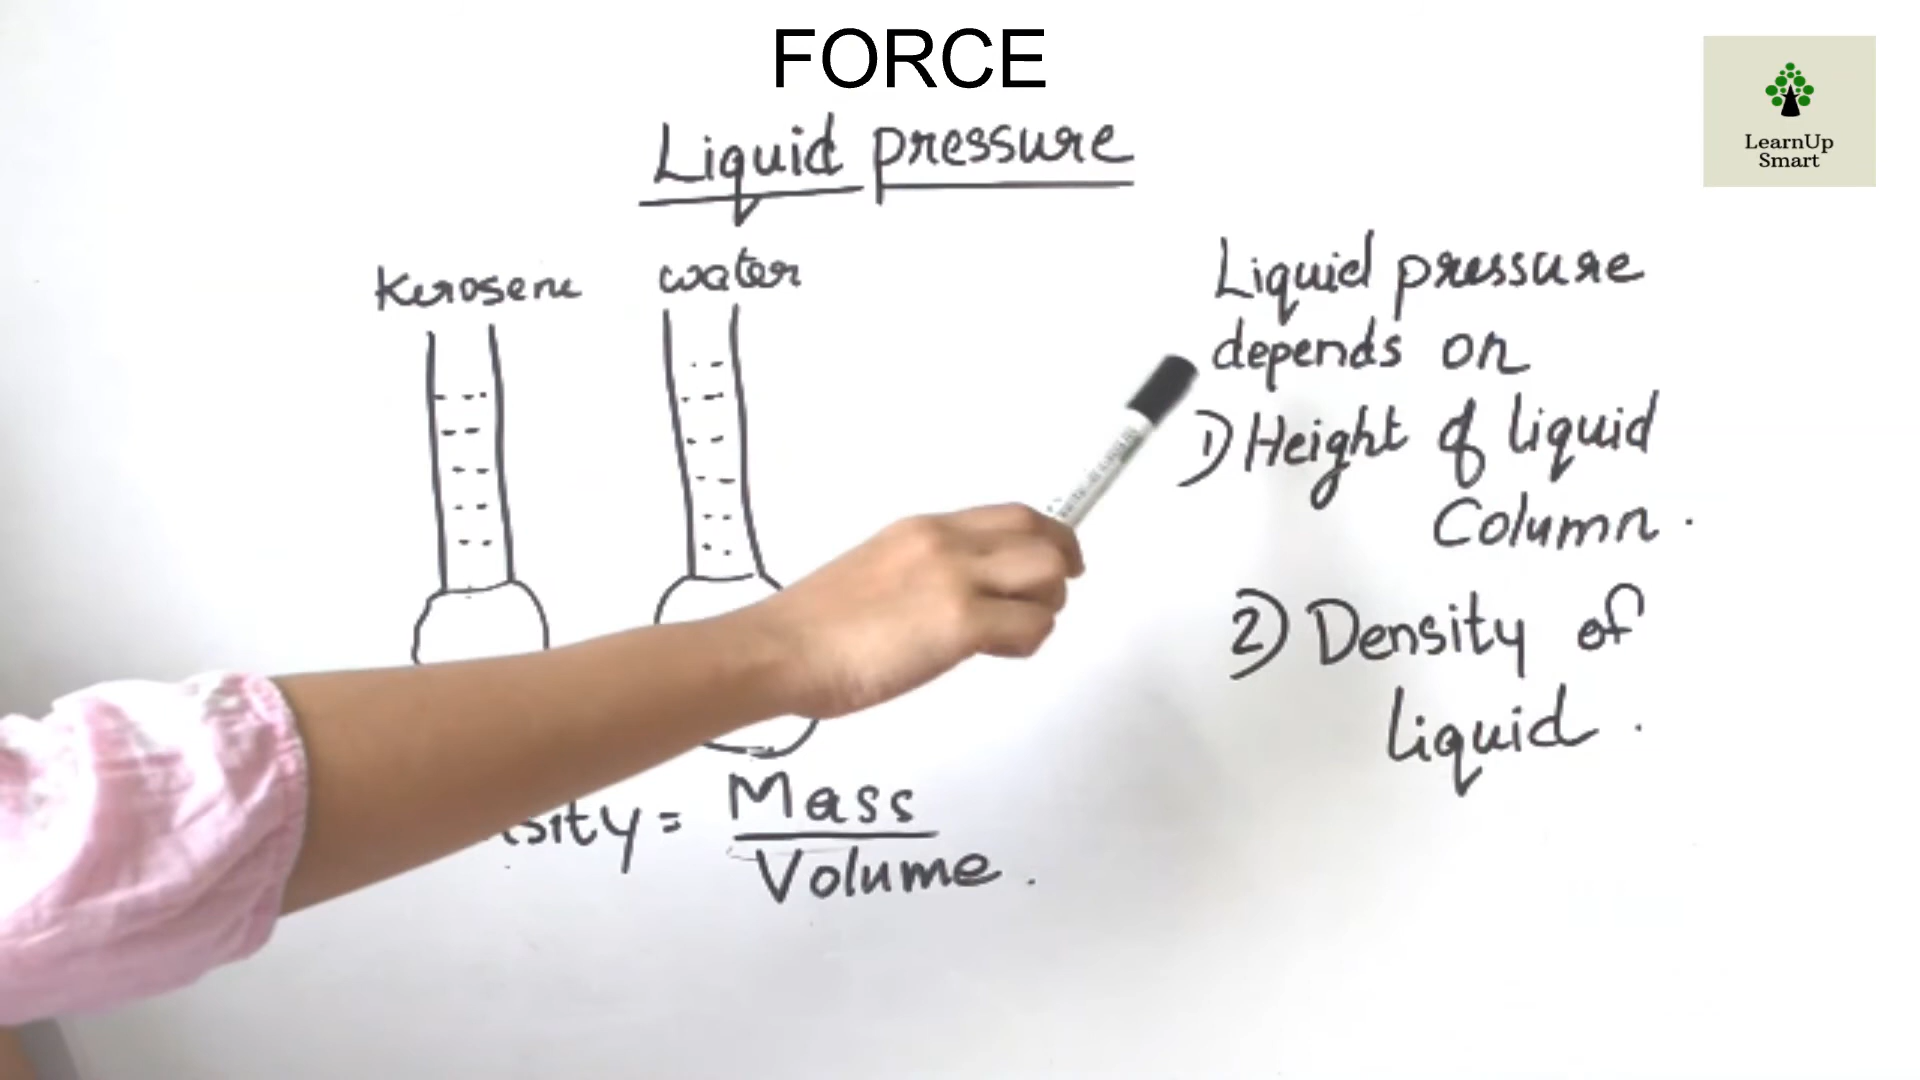 FORCE
LearnUp
Smart
Liquid pressure
Kerosene water
Liquid pressure
depends on
1) Height of liquid
Column.
2) Density of
liquid.
sity = Mass
Volume.